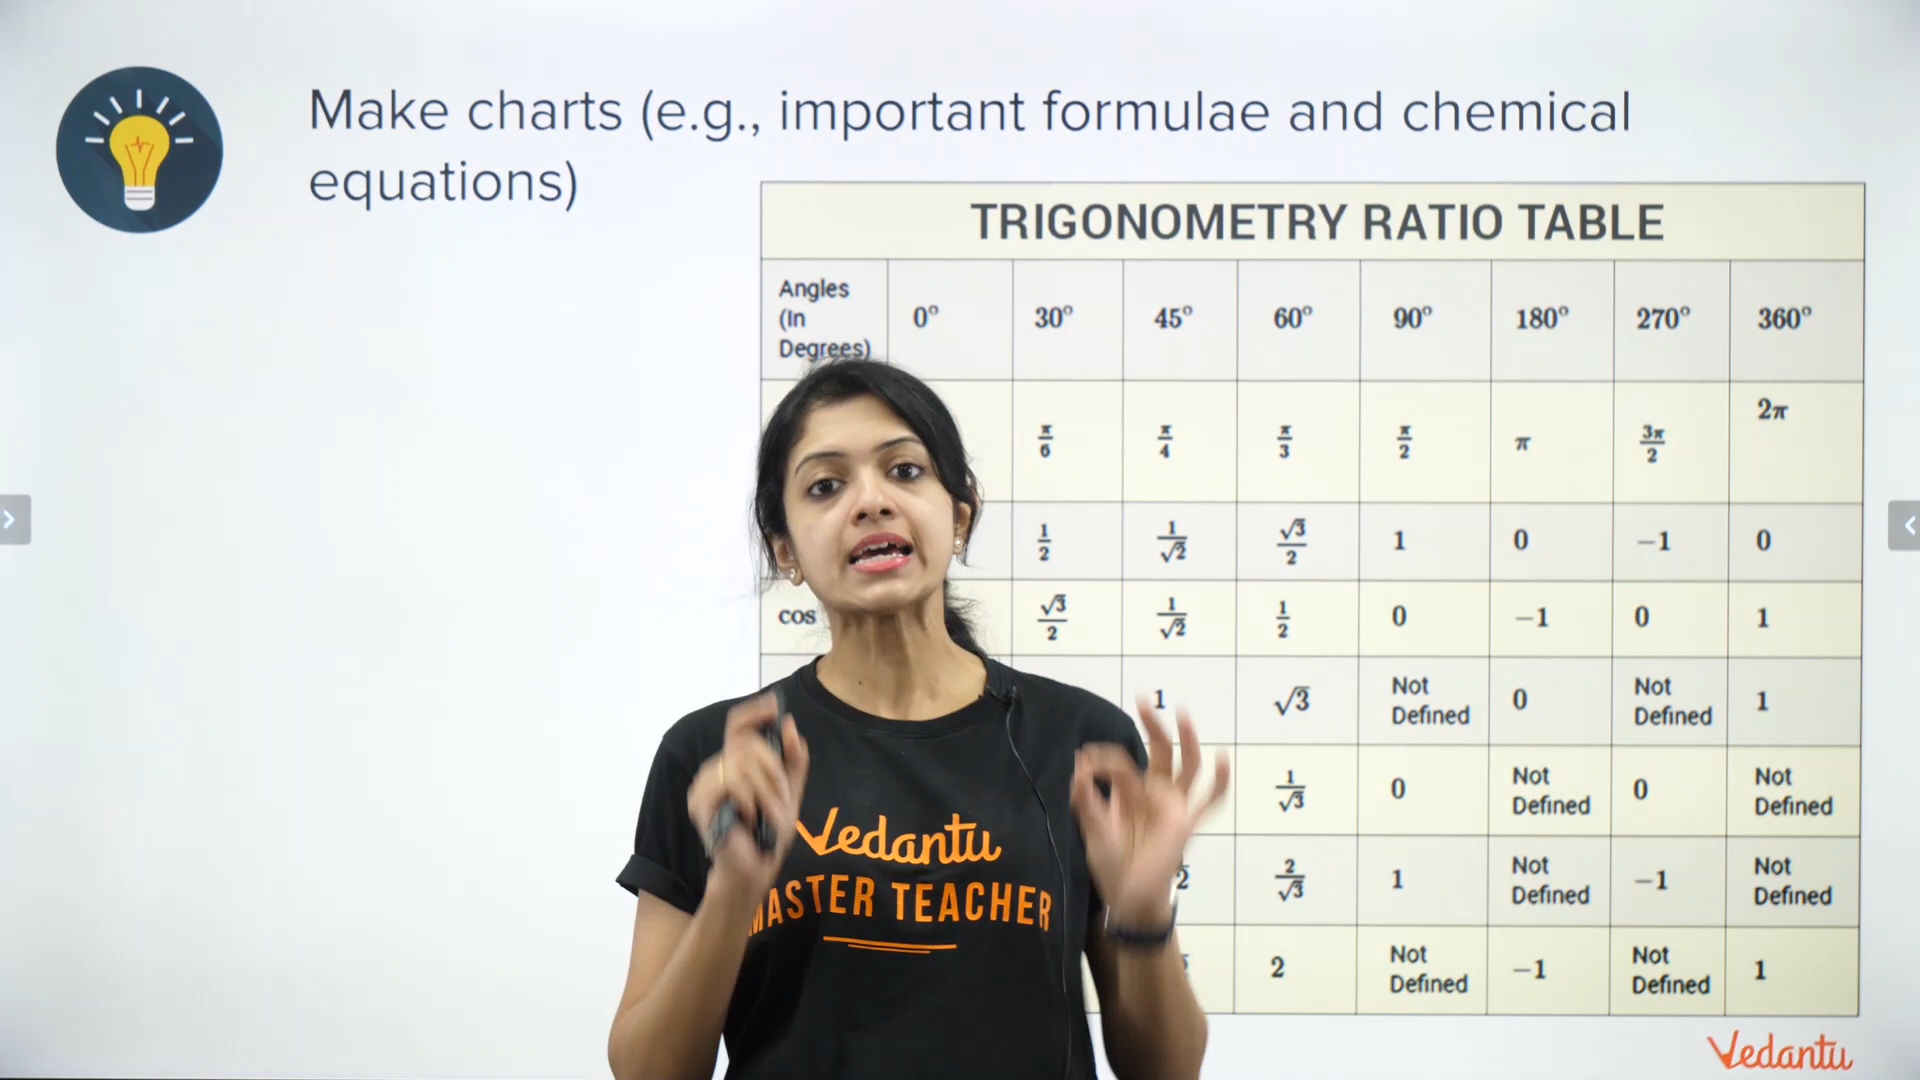 Make charts (e.g., important formulae and chemical
equations)
TRIGONOMETRY RATIO TABLE
Angles
(In
Degrees)
0° 30° 45° 60° 90° 180° 270° 360°
π/6 π/4 π/3 π/2 π 3π/2 2π
1/2 1/√2 √3/2 1 0 −1 0
cos √3/2 1/√2 1/2 0 −1 0 1
1 √3 Not Defined 0 Not Defined 1
1/√3 0 Not Defined 0 Not Defined
2 2/√3 1 Not Defined −1 Not Defined
2 Not Defined −1 Not Defined 1
Vedantu
MASTER TEACHER
Vedantu